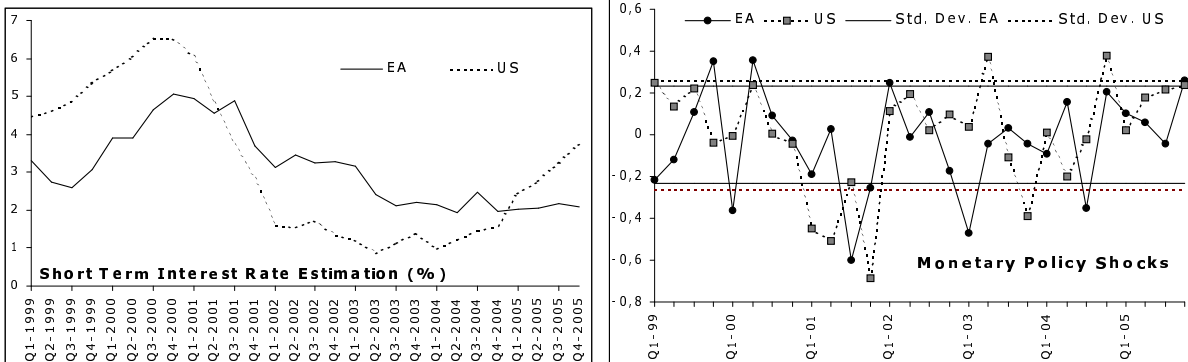 7
6
5
4
3
2
1
0
EA
US
Short Term Interest Rate Estimation (%)
Q1-1999
Q2-1999
Q3-1999
Q4-1999
Q1-2000
Q2-2000
Q3-2000
Q4-2000
Q1-2001
Q2-2001
Q3-2001
Q4-2001
Q1-2002
Q2-2002
Q3-2002
Q4-2002
Q1-2003
Q2-2003
Q3-2003
Q4-2003
Q1-2004
Q2-2004
Q3-2004
Q4-2004
Q1-2005
Q2-2005
Q3-2005
Q4-2005
0,6
0,4
0,2
0
-0,2
-0,4
-0,6
-0,8
EA
US
Std. Dev. EA
Std. Dev. US
Monetary Policy Shocks
Q1-99
Q1-00
Q1-01
Q1-02
Q1-03
Q1-04
Q1-05